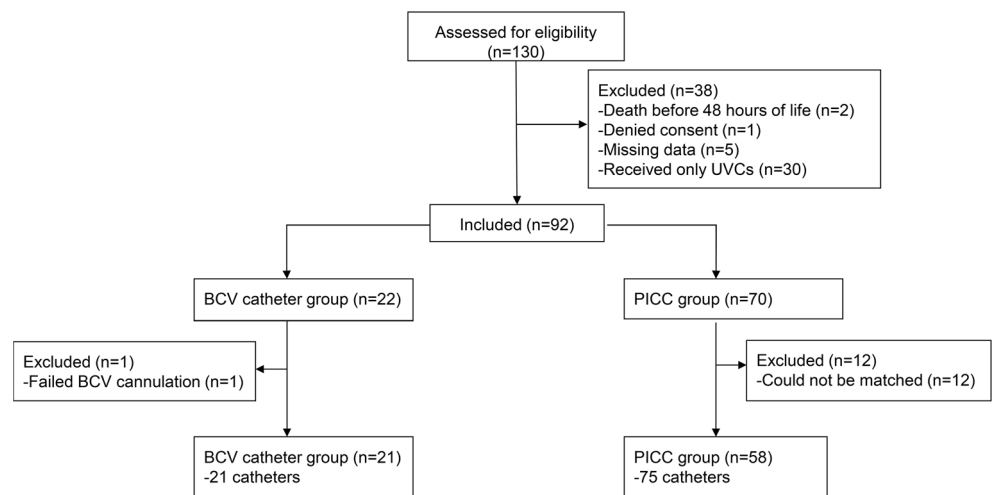 Assessed for eligibility
(n=130)
Excluded (n=38)
-Death before 48 hours of life (n=2)
-Denied consent (n=1)
-Missing data (n=5)
-Received only UVCs (n=30)
Included (n=92)
BCV catheter group (n=22)
PICC group (n=70)
Excluded (n=1)
-Failed BCV cannulation (n=1)
Excluded (n=12)
-Could not be matched (n=12)
BCV catheter group (n=21)
-21 catheters
PICC group (n=58)
-75 catheters